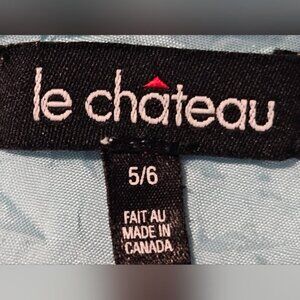 le château
5/6
FAIT AU
MADE IN
CANADA